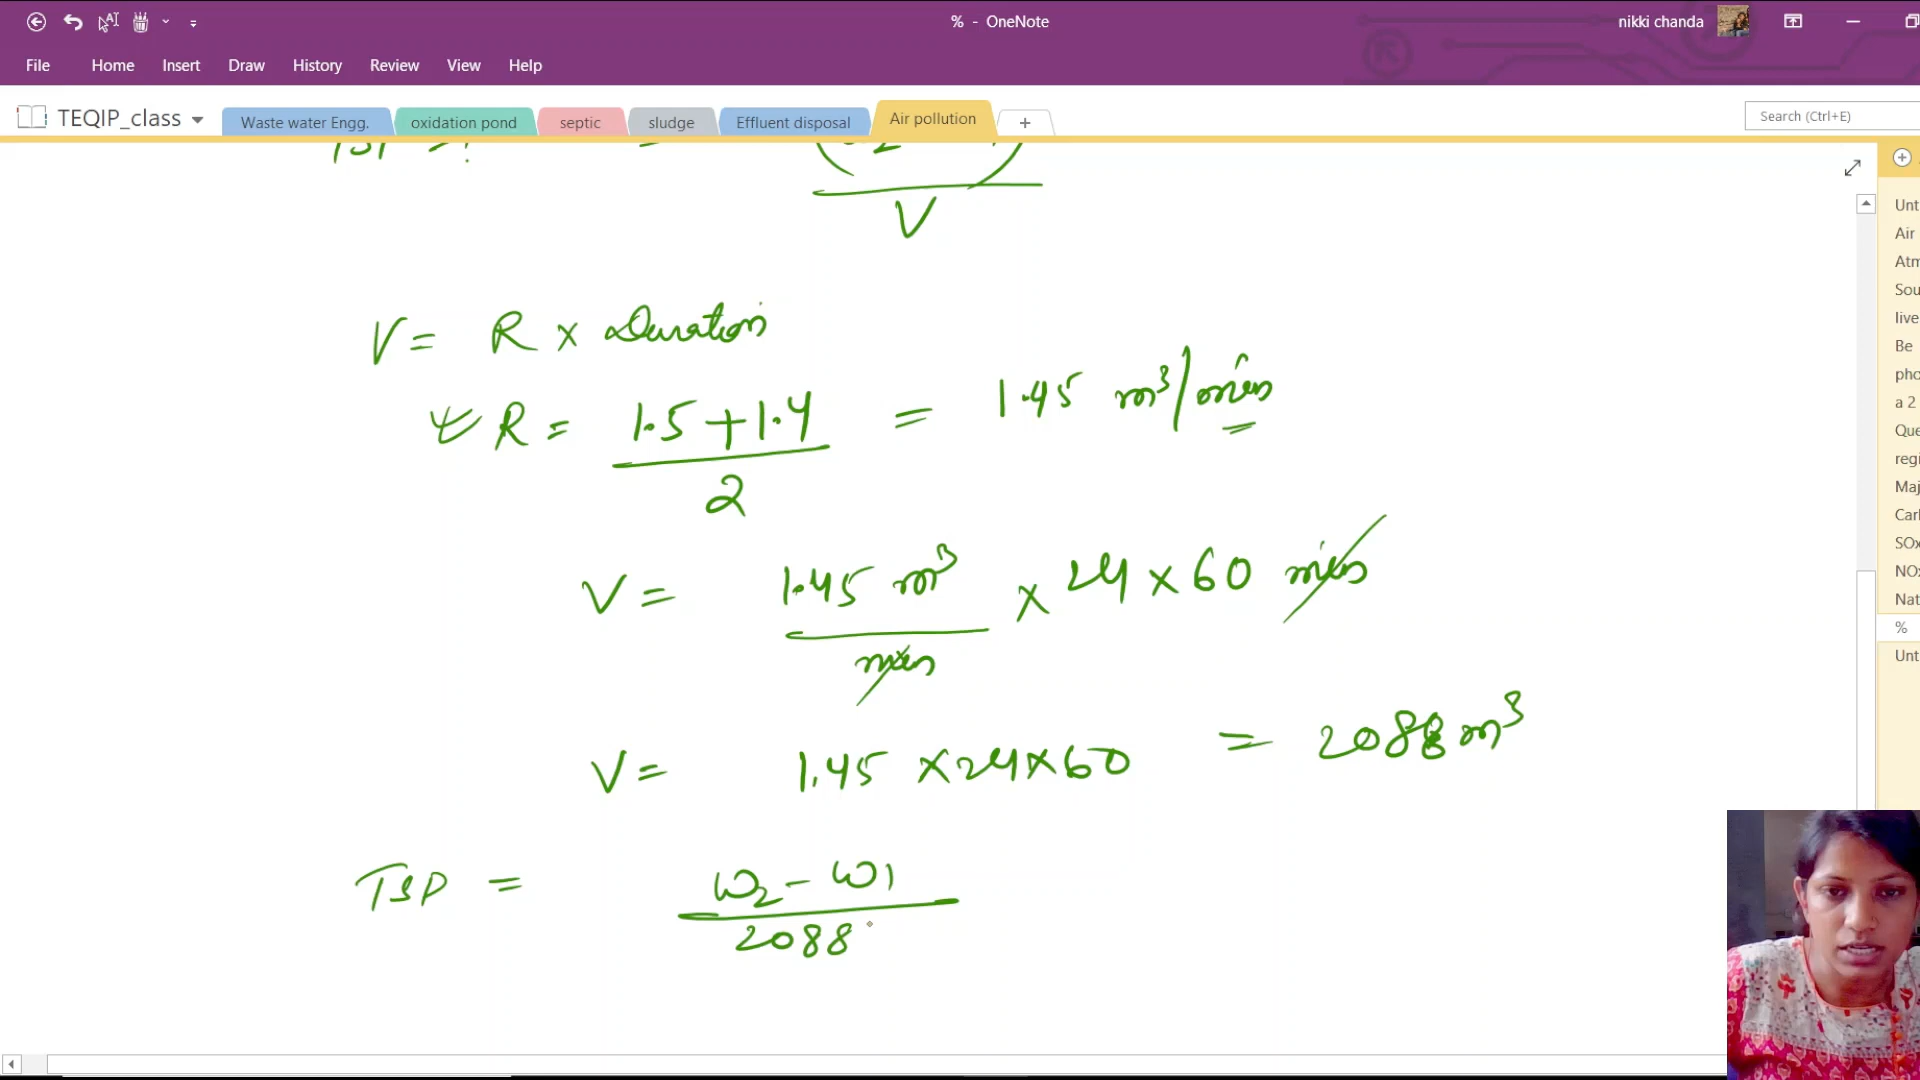 % - OneNote
nikki chanda
File Home Insert Draw History Review View Help
TEQIP_class
Waste water Engg. oxidation pond septic sludge Effluent disposal Air pollution +
Search (Ctrl+E)
V
V = R × Duration
R = 1.5 + 1.4 = 1.45 m³/min
2
V = 1.45 m³ × 24 × 60 min
min
V = 1.45 × 24 × 60 = 2088 m³
TSP = W2 - W1
2088
Unt
Air
Atm
Sou
live
Be
pho
a 2
Que
regi
Maj
Carl
SOx
NOx
Nat
%
Unt